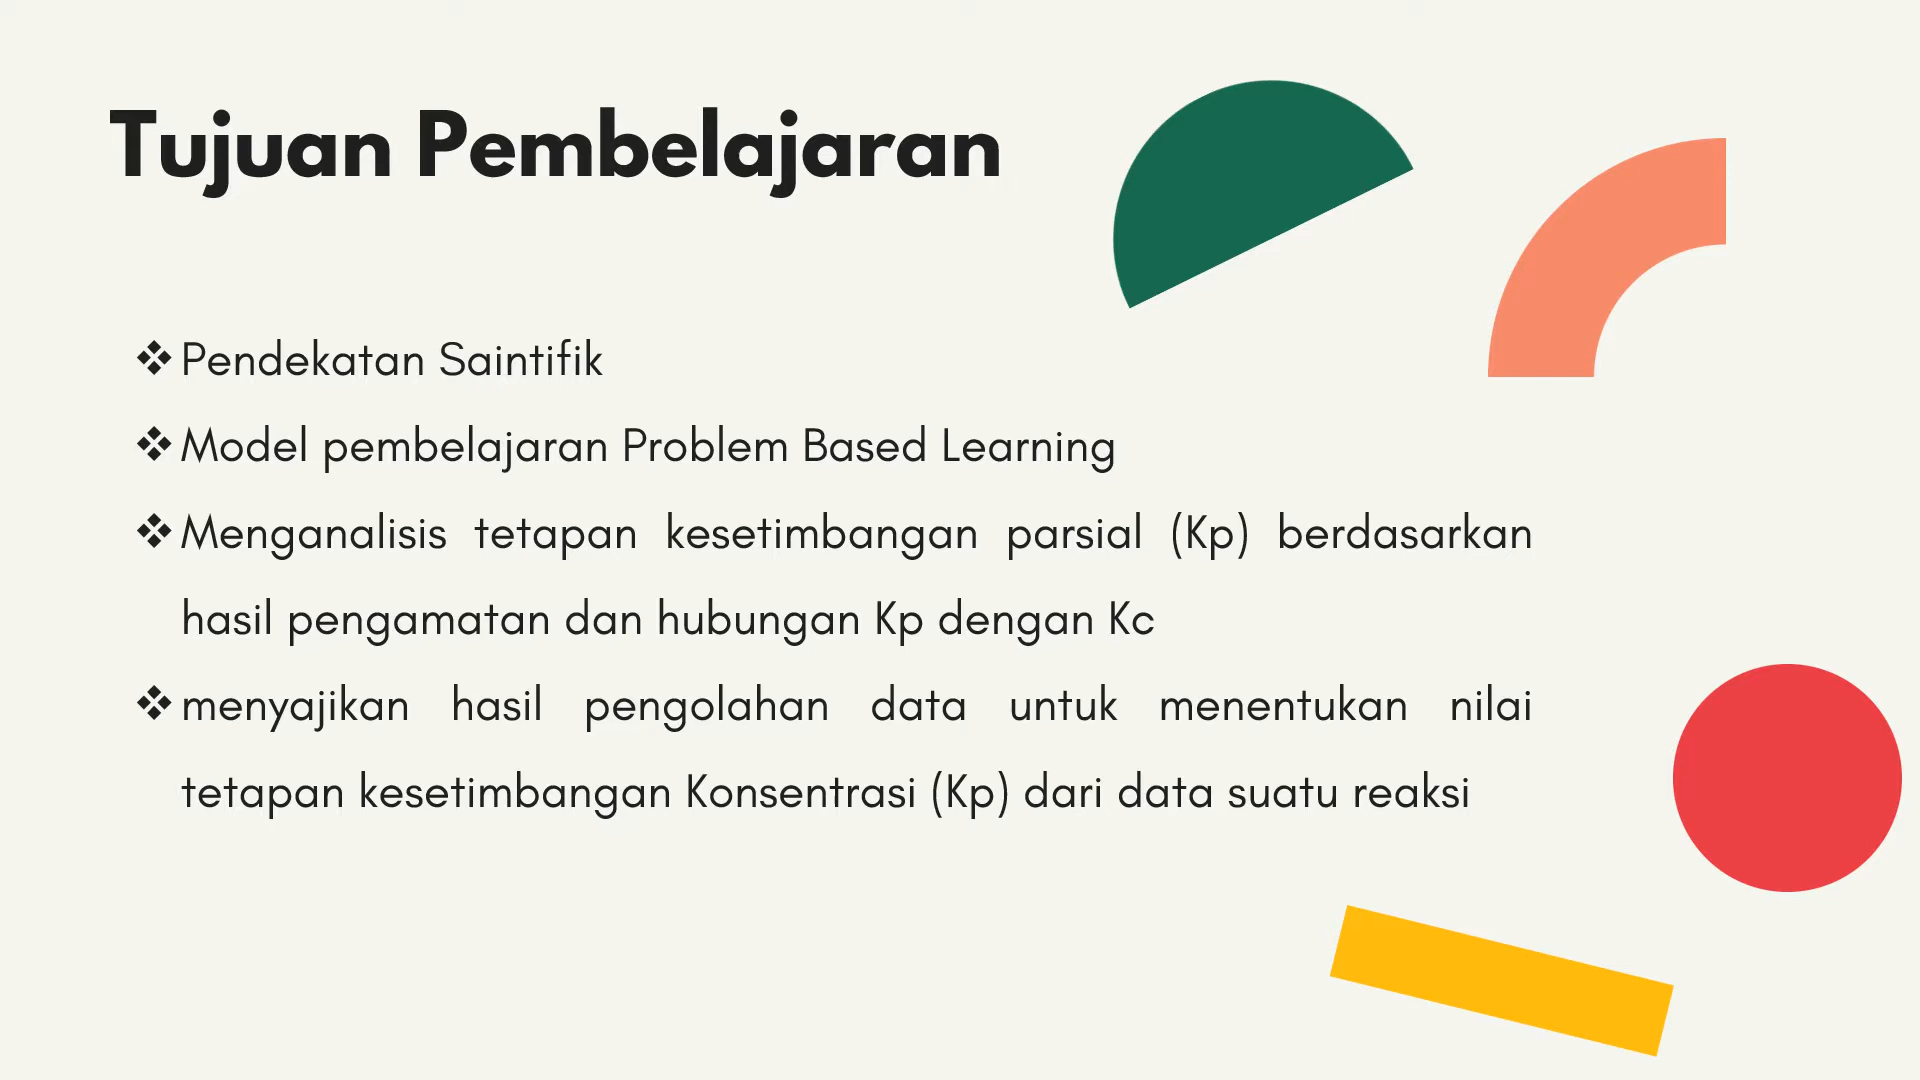 Tujuan Pembelajaran
❖Pendekatan Saintifik
❖Model pembelajaran Problem Based Learning
❖Menganalisis tetapan kesetimbangan parsial (Kp) berdasarkan
hasil pengamatan dan hubungan Kp dengan Kc
❖menyajikan hasil pengolahan data untuk menentukan nilai
tetapan kesetimbangan Konsentrasi (Kp) dari data suatu reaksi